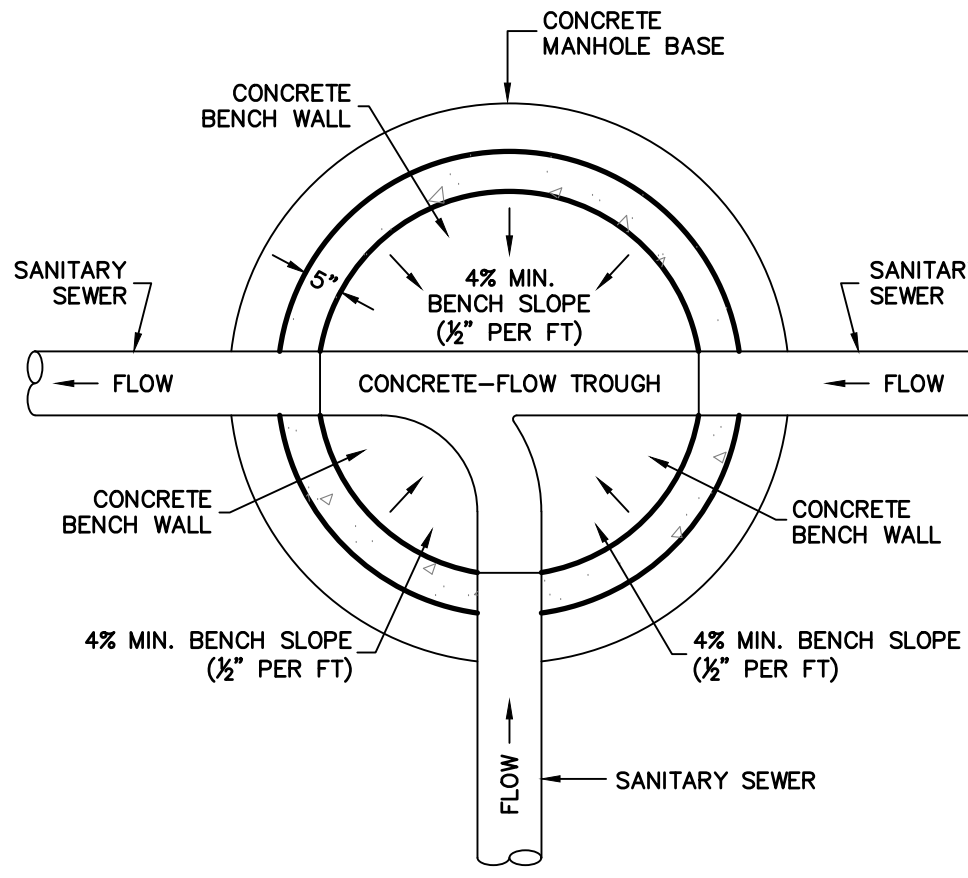 CONCRETE
MANHOLE BASE
CONCRETE
BENCH WALL
SANITARY
SEWER
5"
4% MIN.
BENCH SLOPE
(½" PER FT)
SANITAR
SEWER
FLOW
CONCRETE-FLOW TROUGH
FLOW
CONCRETE
BENCH WALL
CONCRETE
BENCH WALL
4% MIN. BENCH SLOPE
(½" PER FT)
4% MIN. BENCH SLOPE
(½" PER FT)
FLOW
SANITARY SEWER